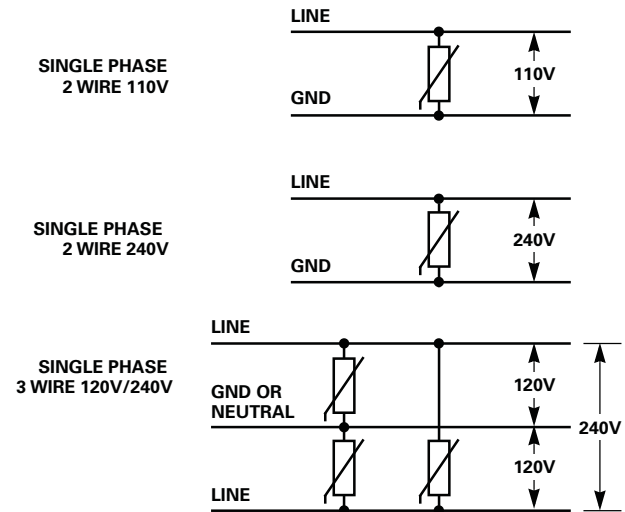 LINE
SINGLE PHASE
2 WIRE 110V
110V
GND
LINE
SINGLE PHASE
2 WIRE 240V
240V
GND
LINE
SINGLE PHASE
3 WIRE 120V/240V
GND OR
NEUTRAL
120V
240V
120V
LINE